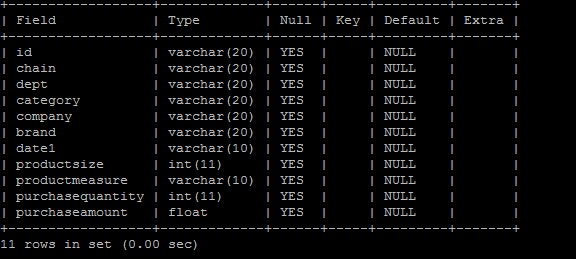 +-----------------+-------------+------+-----+---------+-------+
| Field           | Type        | Null | Key | Default | Extra |
+-----------------+-------------+------+-----+---------+-------+
| id              | varchar(20) | YES  |     | NULL    |       |
| chain           | varchar(20) | YES  |     | NULL    |       |
| dept            | varchar(20) | YES  |     | NULL    |       |
| category        | varchar(20) | YES  |     | NULL    |       |
| company         | varchar(20) | YES  |     | NULL    |       |
| brand           | varchar(20) | YES  |     | NULL    |       |
| date1           | varchar(10) | YES  |     | NULL    |       |
| productsize     | int(11)     | YES  |     | NULL    |       |
| productmeasure  | varchar(10) | YES  |     | NULL    |       |
| purchasequantity | int(11)     | YES  |     | NULL    |       |
| purchaseamount  | float       | YES  |     | NULL    |       |
+-----------------+-------------+------+-----+---------+-------+
11 rows in set (0.00 sec)